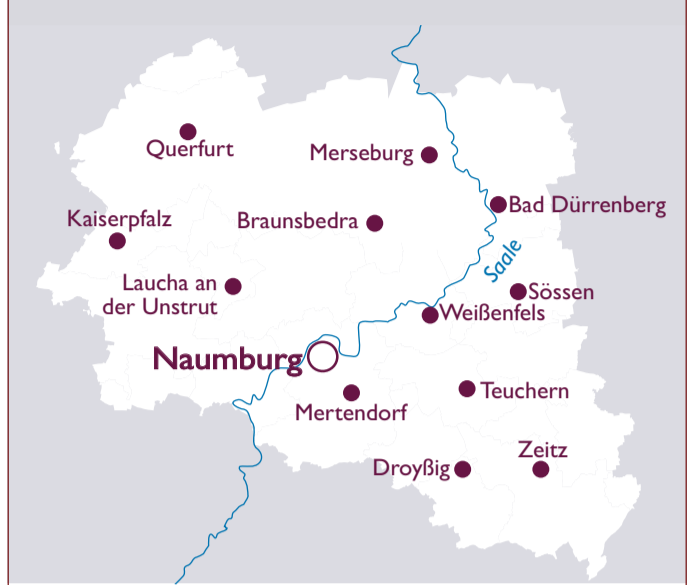 Querfurt
Merseburg
Bad Dürrenberg
Kaiserpfalz
Braunsbedra
Saale
Laucha an
der Unstrut
Sössen
Weißenfels
Naumburg
Teuchern
Mertendorf
Zeitz
Droyßig